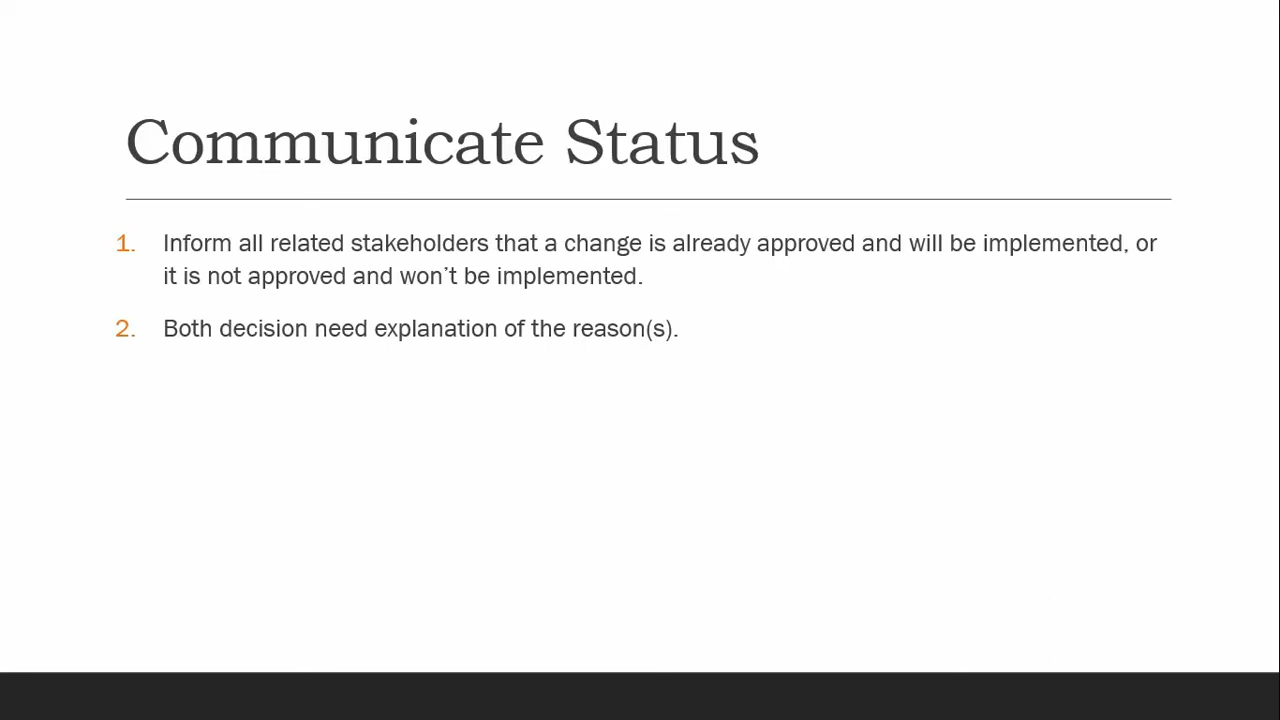 Communicate Status
1. Inform all related stakeholders that a change is already approved and will be implemented, or
it is not approved and won’t be implemented.
2. Both decision need explanation of the reason(s).